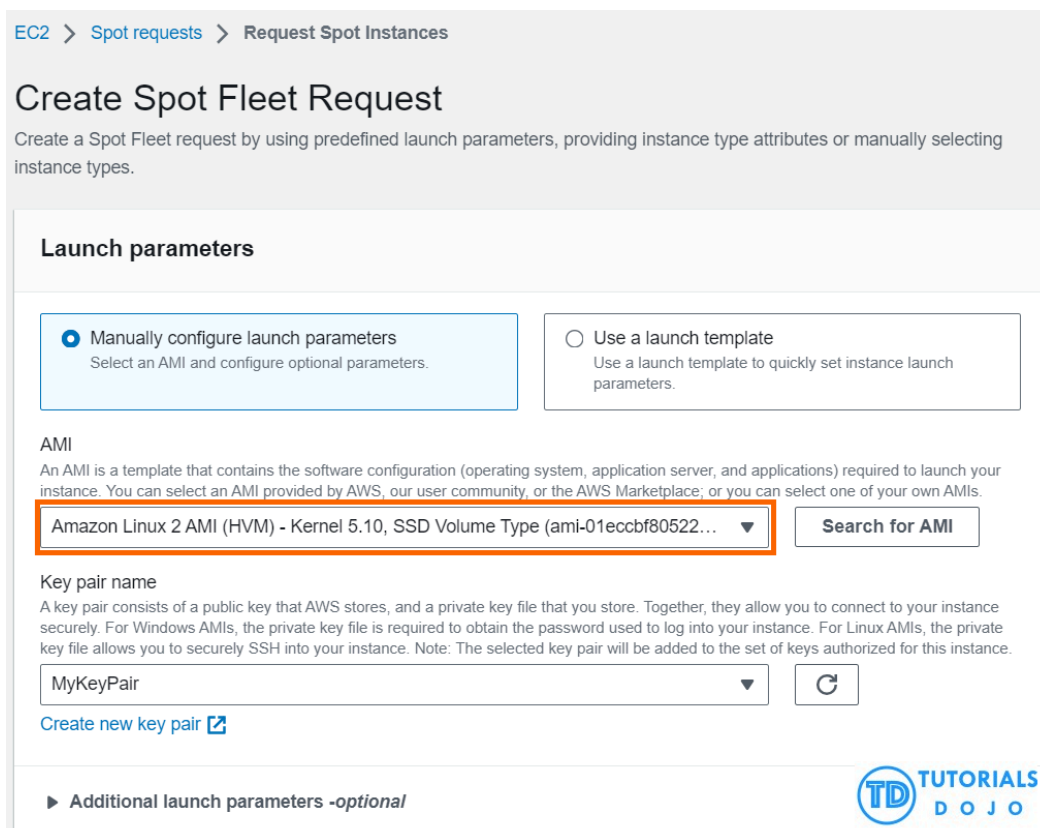 EC2 > Spot requests > Request Spot Instances
Create Spot Fleet Request
Create a Spot Fleet request by using predefined launch parameters, providing instance type attributes or manually selecting
instance types.
Launch parameters
Manually configure launch parameters
Select an AMI and configure optional parameters.
Use a launch template
Use a launch template to quickly set instance launch
parameters.
AMI
An AMI is a template that contains the software configuration (operating system, application server, and applications) required to launch your
instance. You can select an AMI provided by AWS, our user community, or the AWS Marketplace; or you can select one of your own AMIs.
Amazon Linux 2 AMI (HVM) - Kernel 5.10, SSD Volume Type (ami-01eccbf80522...
Search for AMI
Key pair name
A key pair consists of a public key that AWS stores, and a private key file that you store. Together, they allow you to connect to your instance
securely. For Windows AMIs, the private key file is required to obtain the password used to log into your instance. For Linux AMIs, the private
key file allows you to securely SSH into your instance. Note: The selected key pair will be added to the set of keys authorized for this instance.
MyKeyPair
Create new key pair
Additional launch parameters -optional
TD
TUTORIALS
DOJO